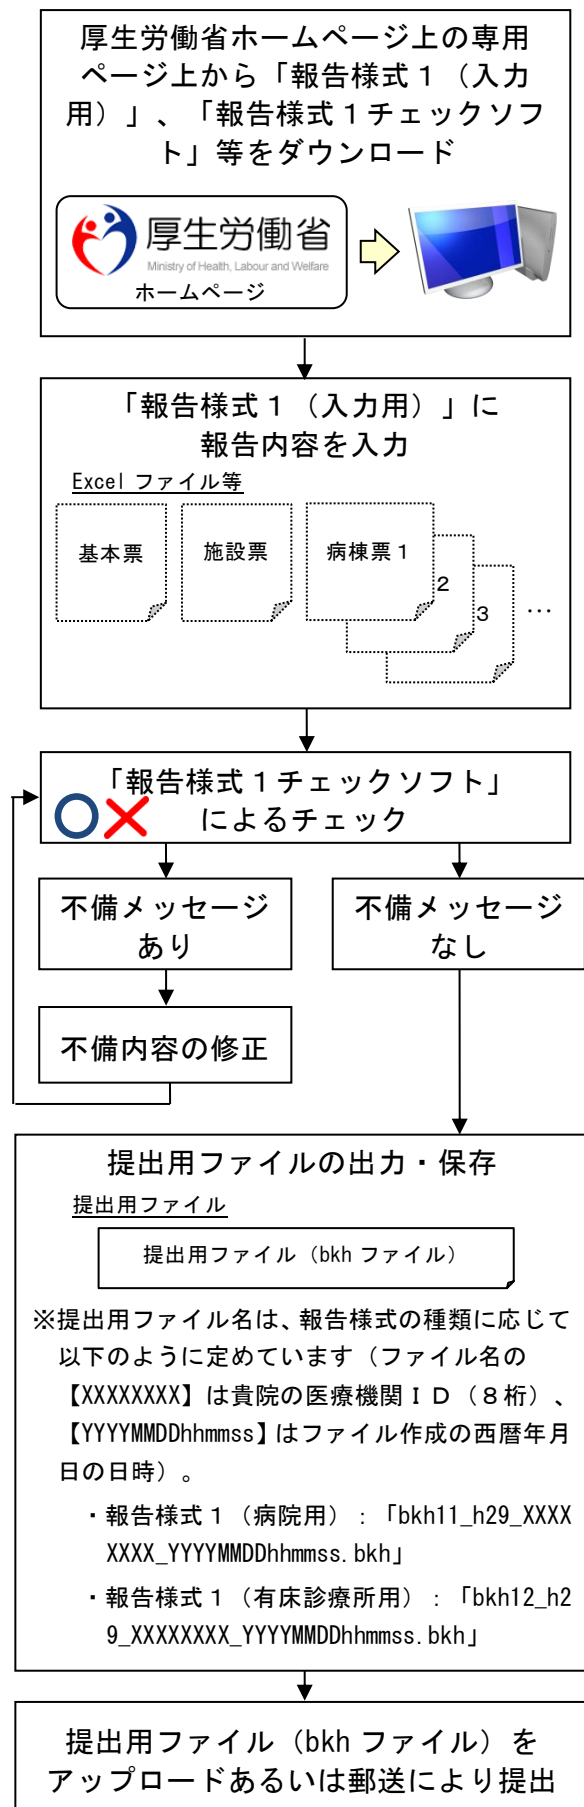 厚生労働省ホームページ上の専用
ページ上から「報告様式１（入力
用）」、「報告様式１チェックソフ
ト」等をダウンロード
厚生労働省
Ministry of Health, Labour and Welfare
ホームページ
「報告様式１（入力用）」に
報告内容を入力
Excel ファイル等
基本票
施設票
病棟票１
2
3
…
「報告様式１チェックソフト」
によるチェック
不備メッセージ
あり
不備メッセージ
なし
不備内容の修正
提出用ファイルの出力・保存
提出用ファイル
提出用ファイル（bkh ファイル）
※提出用ファイル名は、報告様式の種類に応じて
以下のように定めています（ファイル名の
【XXXXXXXX】は貴院の医療機関ＩＤ（８桁）、
【YYYYMMDDhhmmss】はファイル作成の西暦年月
日の日時）。
・報告様式１（病院用）：「bkh11_h29_XXXX
XXXX_YYYYMMDDhhmmss.bkh」
・報告様式１（有床診療所用）：「bkh12_h2
9_XXXXXXXX_YYYYMMDDhhmmss.bkh」
提出用ファイル（bkh ファイル）を
アップロードあるいは郵送により提出